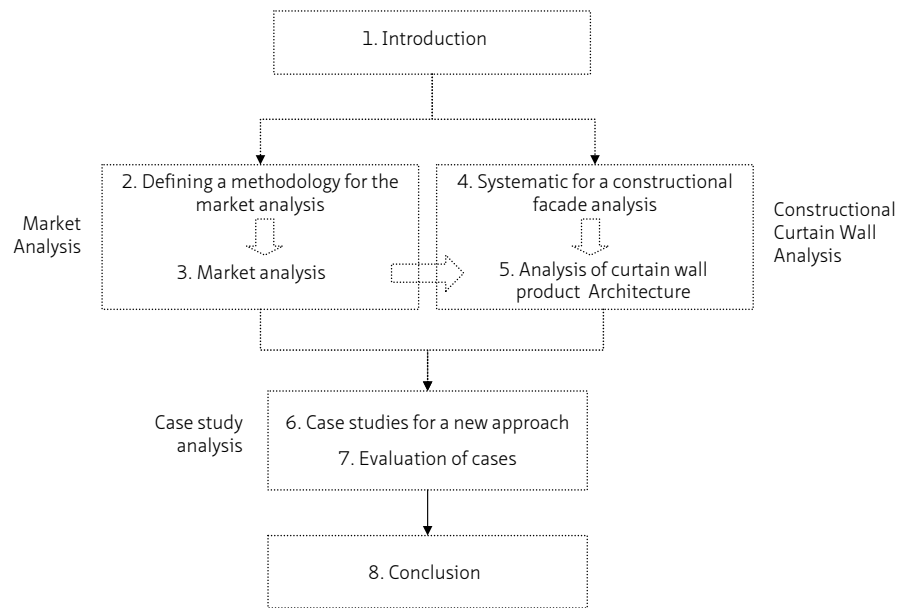 1. Introduction
2. Defining a methodology for the
market analysis
3. Market analysis
Market
Analysis
4. Systematic for a constructional
facade analysis
5. Analysis of curtain wall
product Architecture
Constructional
Curtain Wall
Analysis
Case study
analysis
6. Case studies for a new approach
7. Evaluation of cases
8. Conclusion